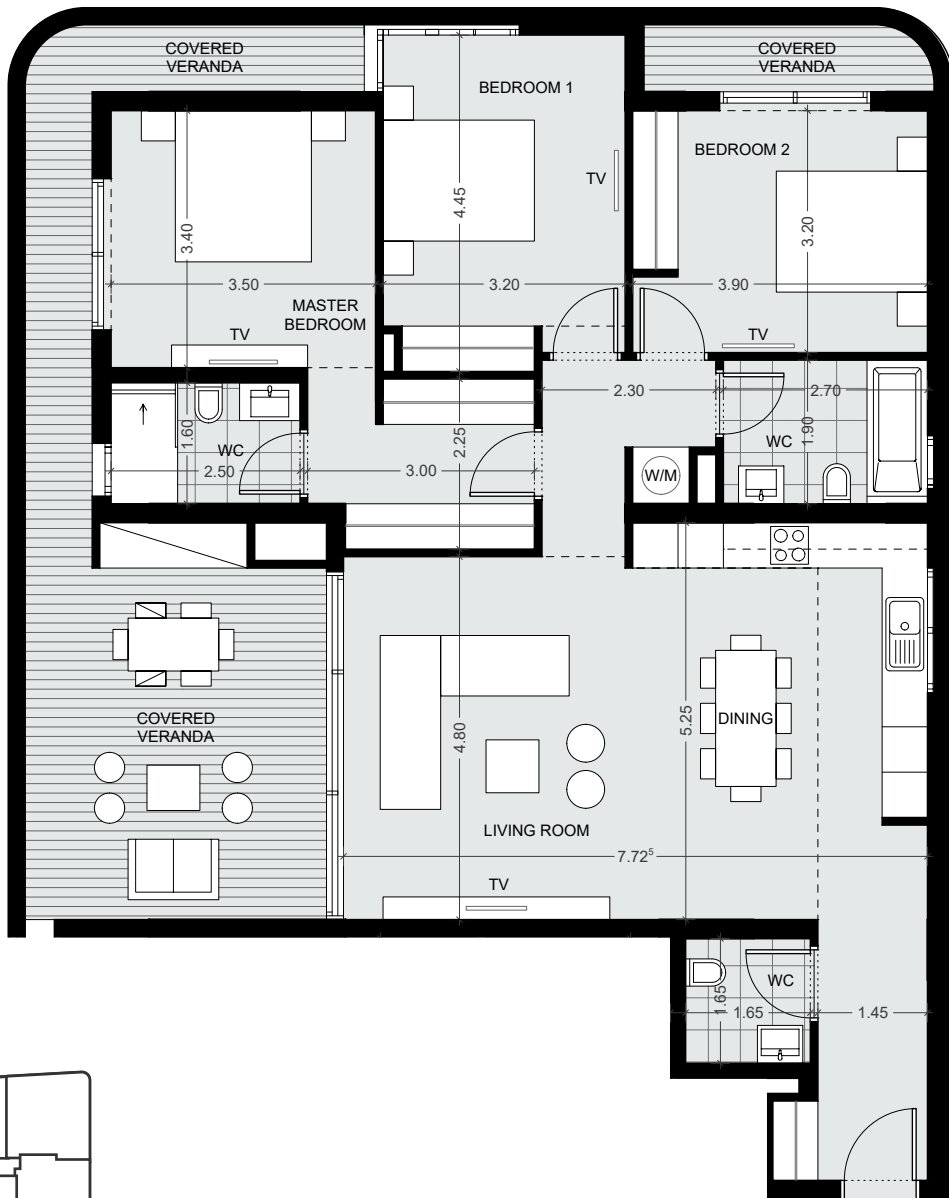 COVERED
VERANDA
COVERED
VERANDA
BEDROOM 1
BEDROOM 2
TV
4.45
3.40
3.20
3.50
3.20
3.90
MASTER
BEDROOM
TV
TV
2.30
2.70
1.60
WC
2.50
3.00
2.25
WC
1.90
W/M
COVERED
VERANDA
4.80
5.25
DINING
LIVING ROOM
7.72⁵
TV
WC
1.65
1.65
1.45